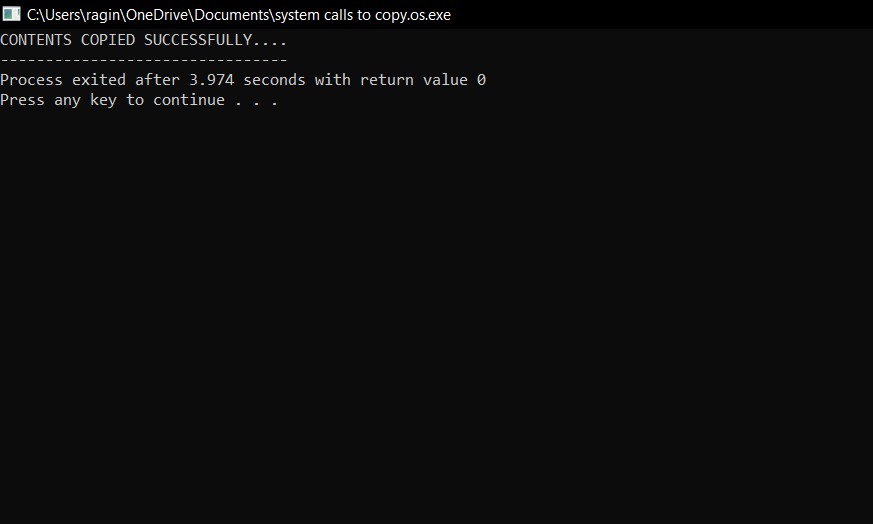 C:\Users\ragin\OneDrive\Documents\system calls to copy.os.exe
CONTENTS COPIED SUCCESSFULLY....
--------------------------------
Process exited after 3.974 seconds with return value 0
Press any key to continue . . .